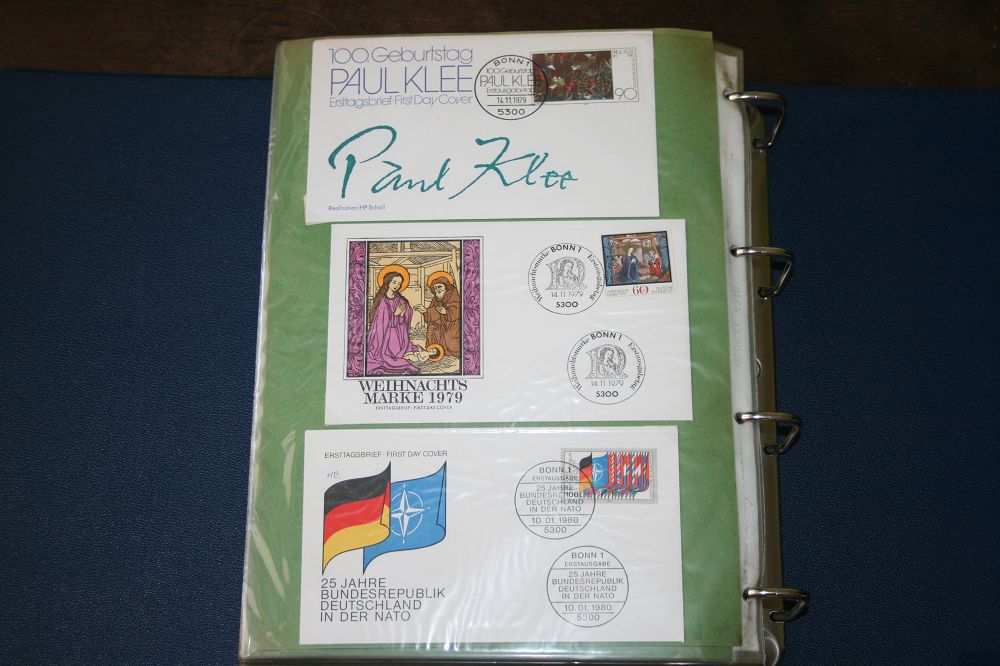 100. Geburtstag
PAUL KLEE
Ersttagsbrief·First Day Cover
BONN 1
100. Geburtstag
PAUL KLEE
Erstausgabetag
14.11.1979
5300
PAUL KLEE
90
Paul Klee
Realisation HP Schall
WEIHNACHTS
MARKE 1979
ERSTTAGSBRIEF · FIRST DAY COVER
BONN 1
Weihnachtsmarke
Ersttagsgültertag
14.11.1979
5300
60
BONN 1
Weihnachtsmarke
14.11.1979
5300
ERSTTAGSBRIEF · FIRST DAY COVER
HB.
25 JAHRE
BUNDESREPUBLIK
DEUTSCHLAND
IN DER NATO
BONN 1
ERSTAUSGABE
25 JAHRE
BUNDESREPUBLIK
DEUTSCHLAND
IN DER NATO
10.01.1980
5300
BONN 1
ERSTAUSGABE
25 JAHRE
BUNDESREPUBLIK
DEUTSCHLAND
IN DER NATO
10.01.1980
5300